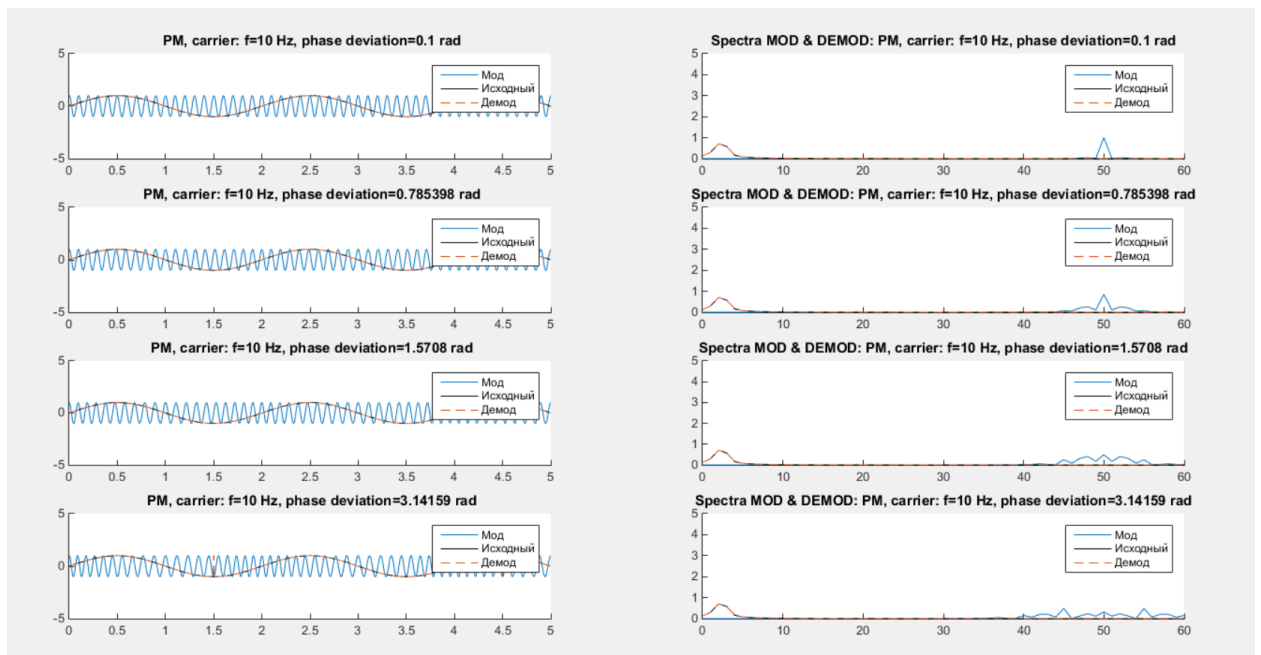 PM, carrier: f=10 Hz, phase deviation=0.1 rad
5
0
-5
Мод
Исходный
Демод
0 0.5 1 1.5 2 2.5 3 3.5 4 4.5 5
Spectra MOD & DEMOD: PM, carrier: f=10 Hz, phase deviation=0.1 rad
5
4
3
2
1
0
Мод
Исходный
Демод
0 10 20 30 40 50 60
PM, carrier: f=10 Hz, phase deviation=0.785398 rad
5
0
-5
Мод
Исходный
Демод
0 0.5 1 1.5 2 2.5 3 3.5 4 4.5 5
Spectra MOD & DEMOD: PM, carrier: f=10 Hz, phase deviation=0.785398 rad
5
4
3
2
1
0
Мод
Исходный
Демод
0 10 20 30 40 50 60
PM, carrier: f=10 Hz, phase deviation=1.5708 rad
5
0
-5
Мод
Исходный
Демод
0 0.5 1 1.5 2 2.5 3 3.5 4 4.5 5
Spectra MOD & DEMOD: PM, carrier: f=10 Hz, phase deviation=1.5708 rad
5
4
3
2
1
0
Мод
Исходный
Демод
0 10 20 30 40 50 60
PM, carrier: f=10 Hz, phase deviation=3.14159 rad
5
0
-5
Мод
Исходный
Демод
0 0.5 1 1.5 2 2.5 3 3.5 4 4.5 5
Spectra MOD & DEMOD: PM, carrier: f=10 Hz, phase deviation=3.14159 rad
5
4
3
2
1
0
Мод
Исходный
Демод
0 10 20 30 40 50 60